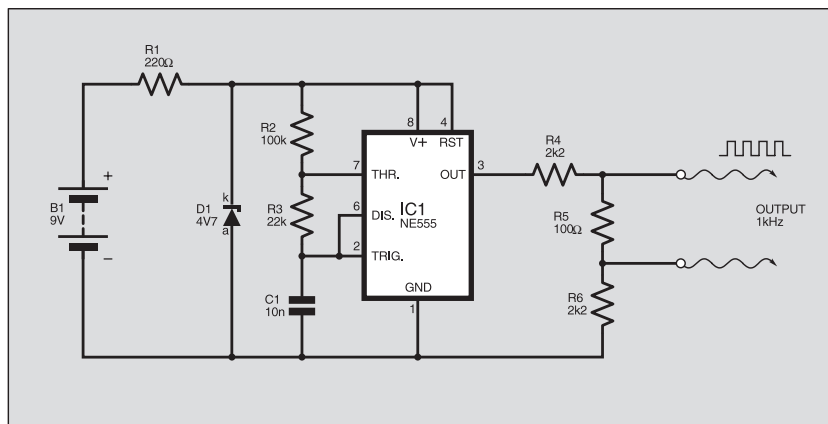 R1
220Ω
R2
100k
R3
22k
C1
10n
B1
9V
+
–
D1
4V7
k
a
8
4
V+
RST
7
THR.
OUT
3
6
DIS.
IC1
NE555
2
TRIG.
GND
1
R4
2k2
R5
100Ω
R6
2k2
OUTPUT
1kHz